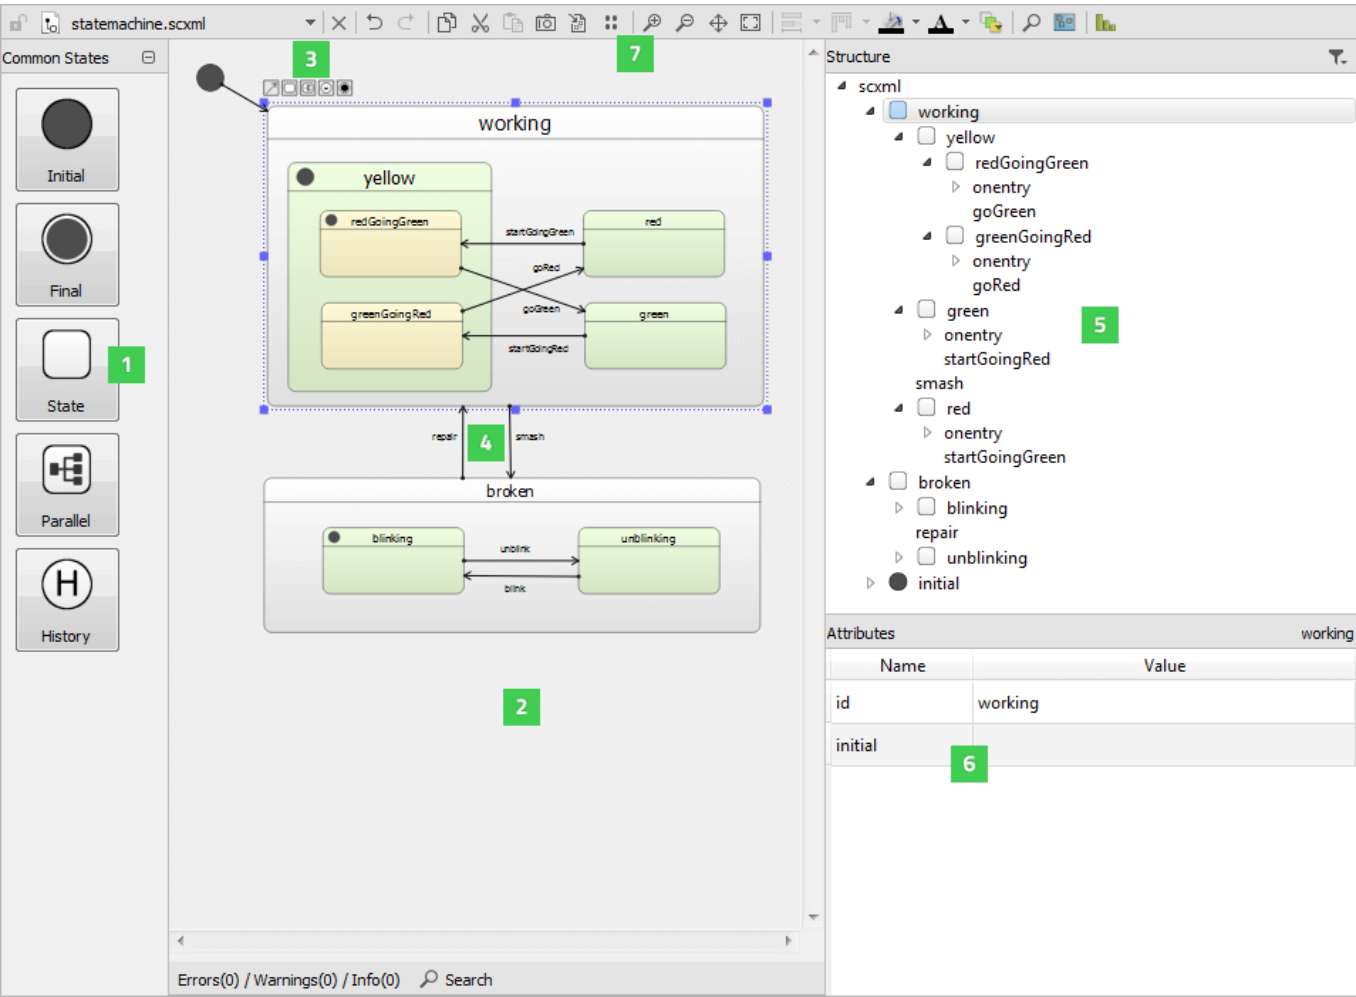 statemachine.scxml
A
Common States
Initial
Final
State
Parallel
H
History
1
3
7
working
yellow
redGoingGreen
startGoingGreen
red
goRed
goGreen
greenGoingRed
green
startGoingRed
repair
4
smash
broken
blinking
unblink
unblinking
blink
2
Errors(0) / Warnings(0) / Info(0)
Search
Structure
scxml
working
yellow
redGoingGreen
onentry
goGreen
greenGoingRed
onentry
goRed
green
5
onentry
startGoingRed
smash
red
onentry
startGoingGreen
broken
blinking
repair
unblinking
initial
Attributes working
Name Value
id working
initial
6